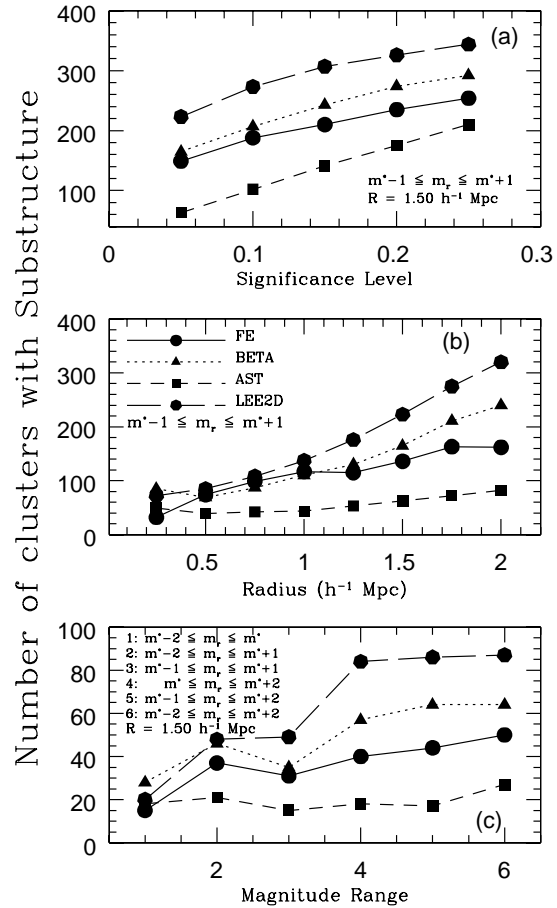 Number of clusters with Substructure
400
300
200
100
(a)
m*-1 ≦ m_r ≦ m*+1
R = 1.50 h⁻¹ Mpc
0 0.1 0.2 0.3
Significance Level
400
300
200
100
0
(b)
FE
BETA
AST
LEE2D
m*-1 ≦ m_r ≦ m*+1
0.5 1 1.5 2
Radius (h⁻¹ Mpc)
100
80
60
40
20
0
1: m*-2 ≦ m_r ≦ m*
2: m*-2 ≦ m_r ≦ m*+1
3: m*-1 ≦ m_r ≦ m*+1
4: m* ≦ m_r ≦ m*+2
5: m*-1 ≦ m_r ≦ m*+2
6: m*-2 ≦ m_r ≦ m*+2
R = 1.50 h⁻¹ Mpc
(c)
2 4 6
Magnitude Range